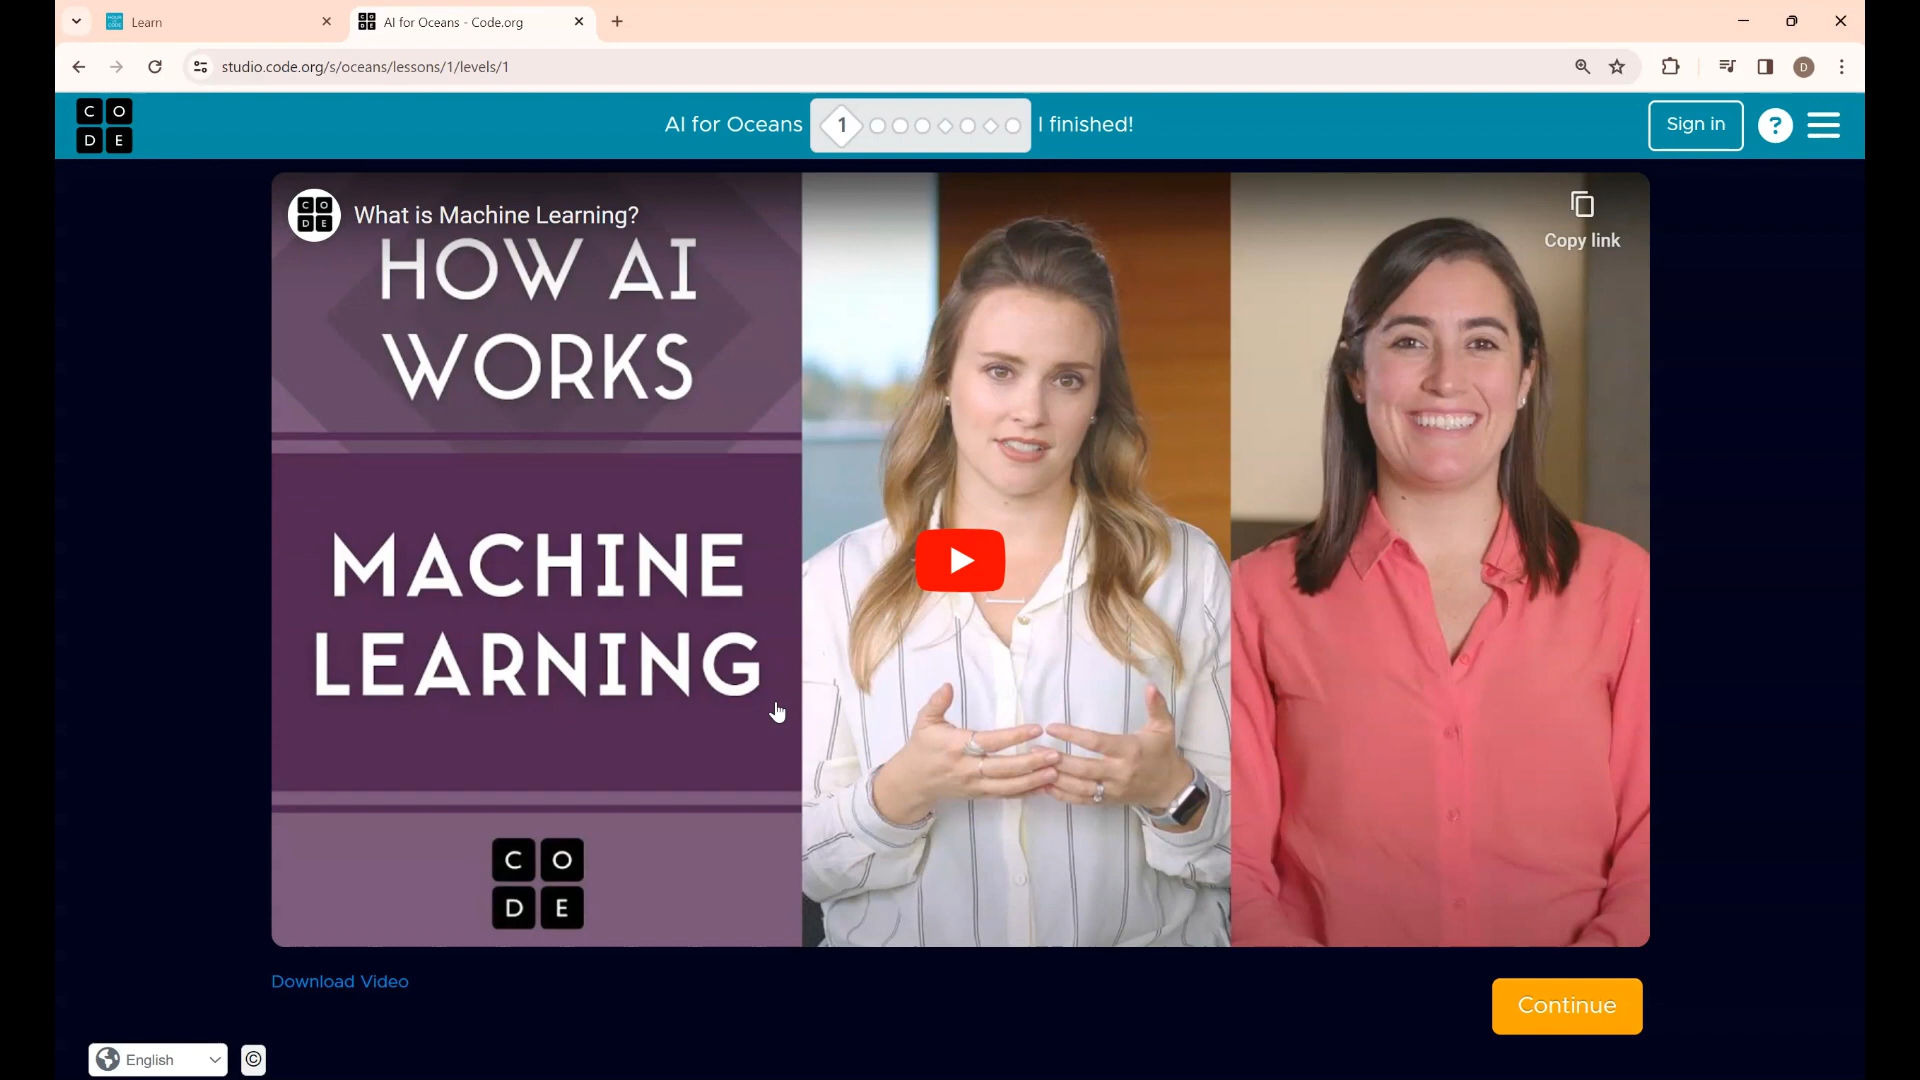 Learn
AI for Oceans - Code.org
studio.code.org/s/oceans/lessons/1/levels/1
D
C O
D E
AI for Oceans
1
I finished!
Sign in
?
C O
D E
What is Machine Learning?
Copy link
HOW AI
WORKS
MACHINE
LEARNING
C O
D E
Download Video
Continue
English
©